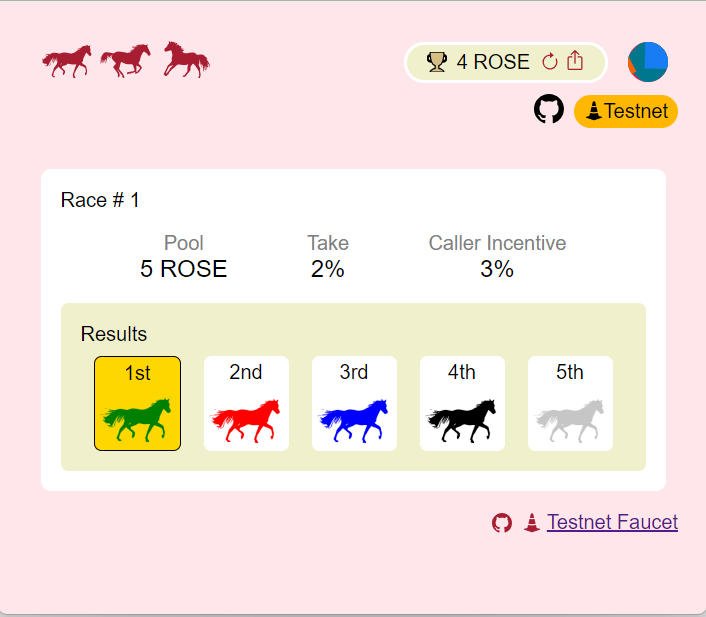 4 ROSE
Testnet
Race # 1
Pool Take Caller Incentive
5 ROSE 2% 3%
Results
1st 2nd 3rd 4th 5th
Testnet Faucet